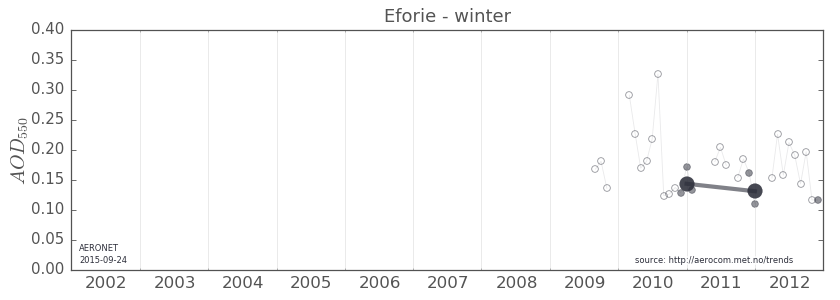 Eforie - winter
0.40
0.35
0.30
0.25
0.20
0.15
0.10
0.05
0.00
AOD550
AERONET
2015-09-24
source: http://aerocom.met.no/trends
2002 2003 2004 2005 2006 2007 2008 2009 2010 2011 2012